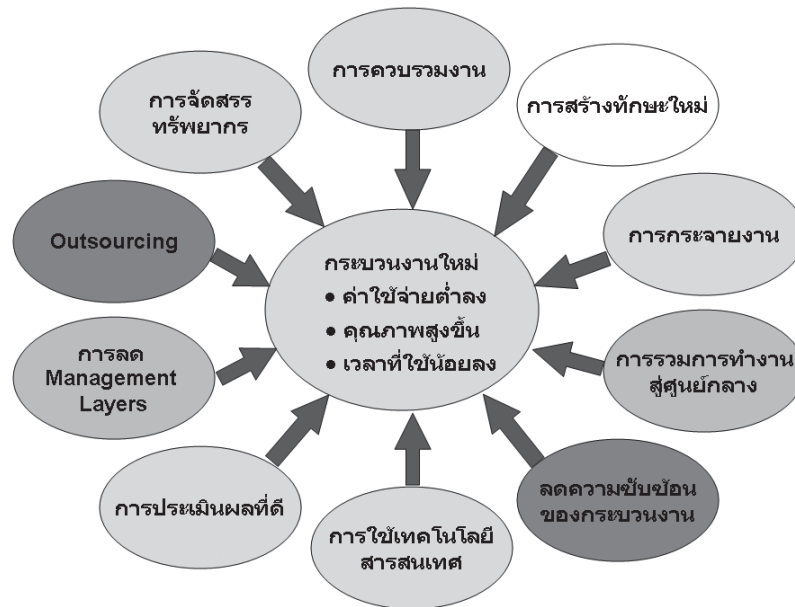 การควบรวมงาน
การจัดสรร
ทรัพยากร
การสร้างทักษะใหม่
Outsourcing
การกระจายงาน
กระบวนงานใหม่
• ค่าใช้จ่ายต่ำลง
• คุณภาพสูงขึ้น
• เวลาที่ใช้น้อยลง
การลด
Management
Layers
การรวมการทำงาน
สู่ศูนย์กลาง
การประเมินผลที่ดี
การใช้เทคโนโลยี
สารสนเทศ
ลดความซับซ้อน
ของกระบวนงาน